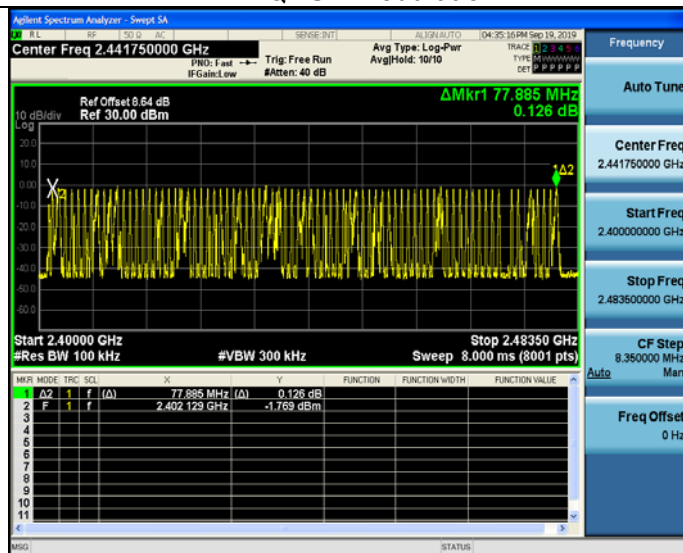 Agilent Spectrum Analyzer - Swept SA
RL RF 50 Ω AC SENSE:INT ALIGN AUTO 04:35:16 PM Sep 19, 2019
Center Freq 2.441750000 GHz
PNO: Fast
IFGain:Low
Trig: Free Run
#Atten: 40 dB
Avg Type: Log-Pwr
Avg|Hold: 10/10
TRACE 1 2 3 4 5 6
TYPE M
DET P P P P P P
Frequency
Auto Tune
Center Freq
2.441750000 GHz
Start Freq
2.400000000 GHz
Stop Freq
2.483500000 GHz
CF Step
8.350000 MHz
Auto Man
Freq Offset
0 Hz
ΔMkr1 77.885 MHz
0.126 dB
Ref Offset 8.64 dB
10 dB/div Ref 30.00 dBm
Log
20.0
10.0
0.00
-10.0
-20.0
-30.0
-40.0
-50.0
-60.0
2
1Δ2
Start 2.40000 GHz Stop 2.48350 GHz
#Res BW 100 kHz #VBW 300 kHz Sweep 8.000 ms (8001 pts)
MKR MODE TRC SCL X Y FUNCTION FUNCTION WIDTH FUNCTION VALUE
1 Δ2 1 f (Δ) 77.885 MHz (Δ) 0.126 dB
2 F 1 f 2.402 129 GHz -1.769 dBm
3
4
5
6
7
8
9
10
11
MSG STATUS